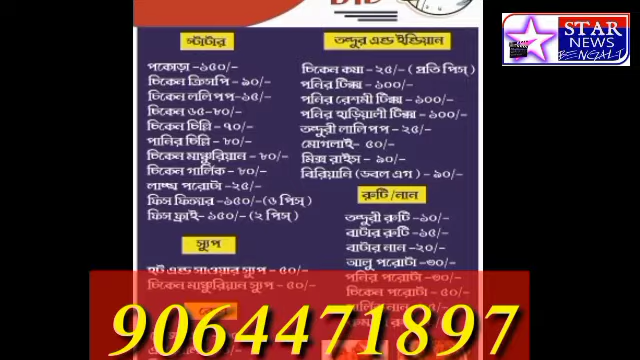 STAR
NEWS
BENGALI
স্টার্টার
পকোড়া -১৫০/-
চিকেন ক্রিসপি - ৯০/-
চিকেন ললি পপ-১৫/-
চিকেন ৬৫-৮০/-
চিকেন চিল্লি - ৭০/-
পানির চিল্লি - ৮০/-
চিকেন মাঞ্চুরিয়ান - ৮০/-
চিকেন গার্লিক - ৮০/-
লাচ্ছা পরোটা -২৫/-
ফিস ফিঙ্গার -১৫০/-(৬ পিস্)
ফিস ফ্রাই- ১৫০/- (২ পিস্)
স্যুপ
হট এন্ড সাওয়ার স্যুপ - ৫০/-
চিকেন মাঞ্চুরিয়ান স্যুপ - ৫০/-
তন্দুর এন্ড ইন্ডিয়ান
চিকেন কষা - ২৫/- ( প্রতি পিস্ )
পনির টিক্কা - ১০০/-
পনির রেশমী টিক্কা - ১০০/-
পনির হাড়িয়ালী টিক্কা - ১০০/-
তন্দুরী লালি পপ - ২৫/-
মোগলাই- ৫০/-
মিক্স রাইস - ৯০/-
বিরিয়ানি (ডবল এগ ) - ৯০/-
রুটি /নান
তন্দুরী রুটি -১০/-
বাটার রুটি -১৫/-
বাটার নান -২০/-
আলু পরোটা -৩০/-
পনির পরোটা -৩০/-
চিকেন পরোটা - ৫০/-
9064471897